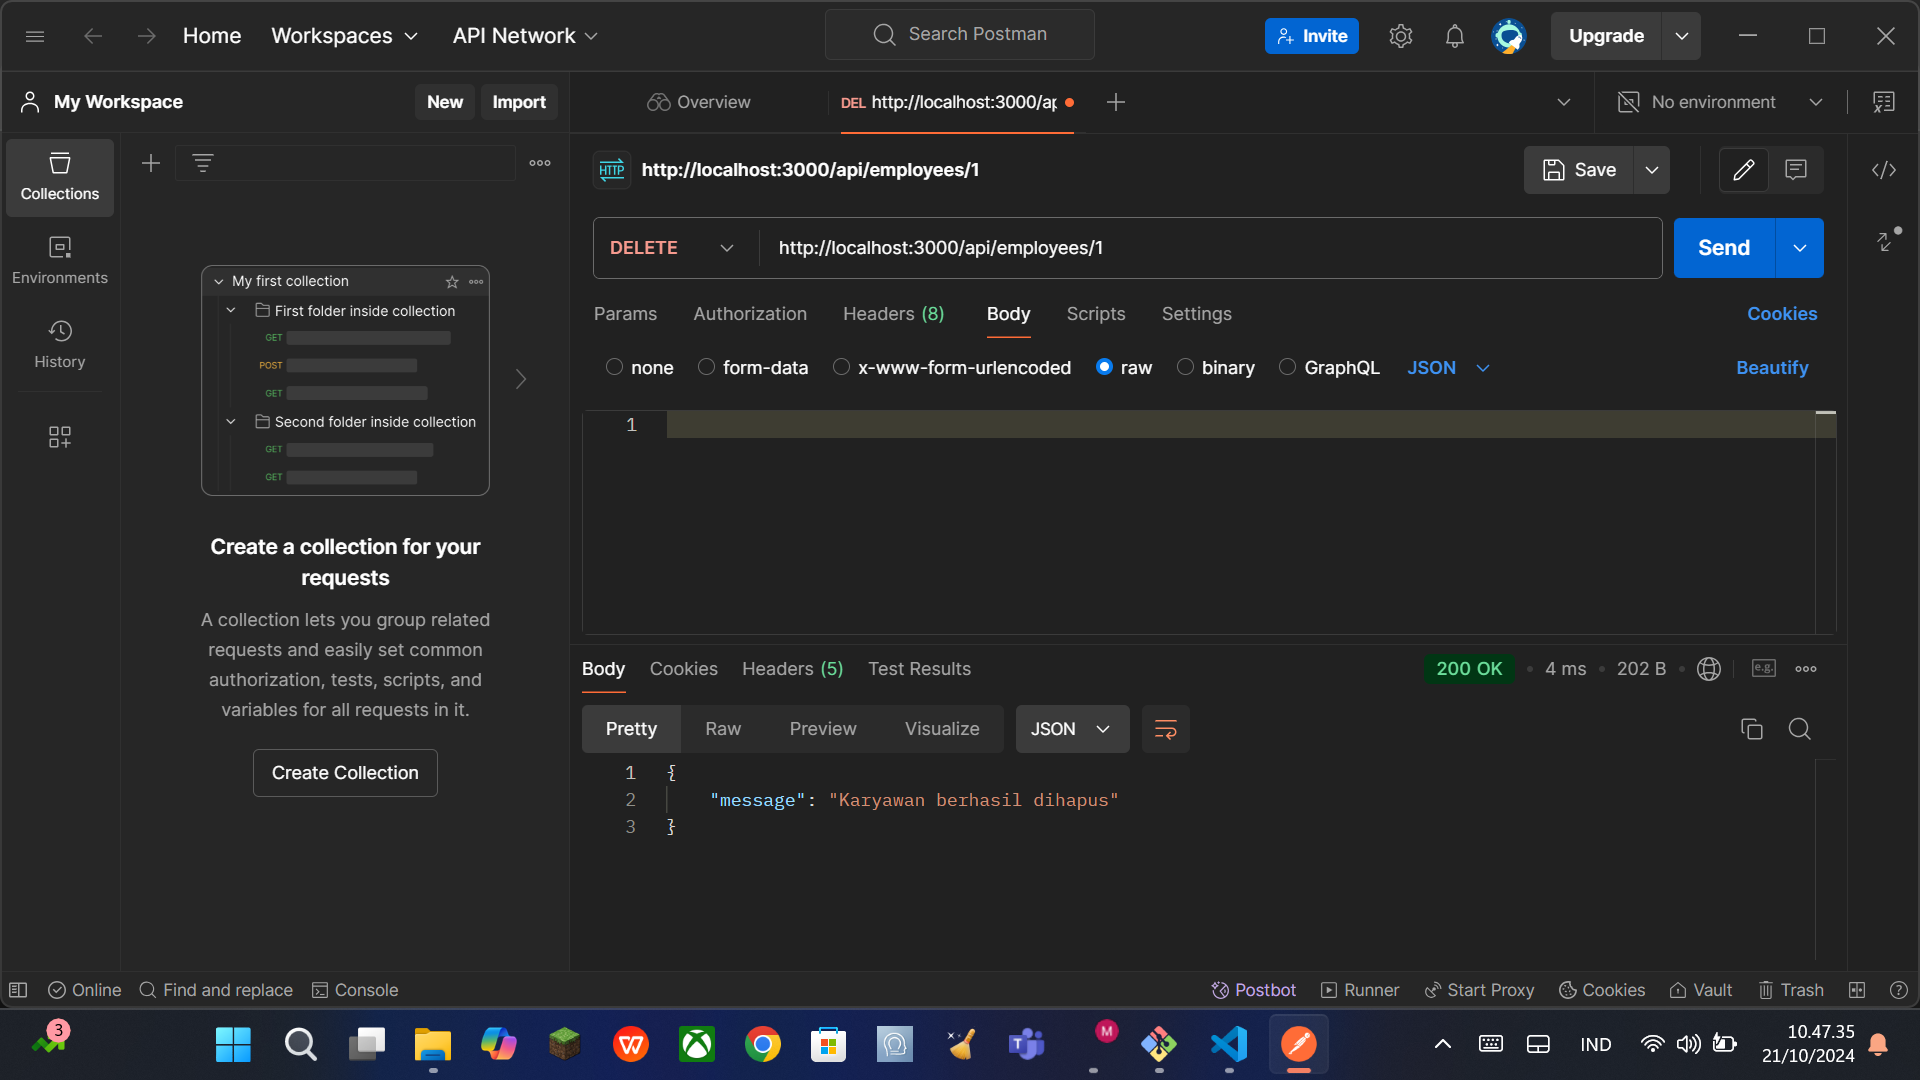 Home
Workspaces
API Network
Search Postman
Invite
Upgrade
My Workspace
New
Import
Overview
DEL http://localhost:3000/ap
No environment
Collections
Environments
History
HTTP
http://localhost:3000/api/employees/1
Save
DELETE
http://localhost:3000/api/employees/1
Send
Params
Authorization
Headers (8)
Body
Scripts
Settings
Cookies
none
form-data
x-www-form-urlencoded
raw
binary
GraphQL
JSON
Beautify
1
My first collection
First folder inside collection
GET
POST
GET
Second folder inside collection
GET
GET
Create a collection for your
requests
A collection lets you group related
requests and easily set common
authorization, tests, scripts, and
variables for all requests in it.
Create Collection
Body
Cookies
Headers (5)
Test Results
200 OK
4 ms
202 B
e.g.
Pretty
Raw
Preview
Visualize
JSON
1 {
2 "message": "Karyawan berhasil dihapus"
3 }
Online
Find and replace
Console
Postbot
Runner
Start Proxy
Cookies
Vault
Trash
3
M
IND
10.47.35
21/10/2024